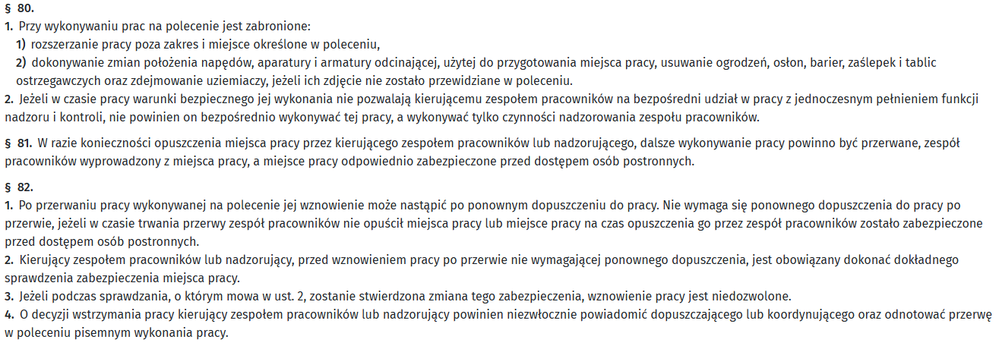 § 80.
1. Przy wykonywaniu prac na polecenie jest zabronione:
1) rozszerzanie pracy poza zakres i miejsce określone w poleceniu,
2) dokonywanie zmian położenia napędów, aparatury i armatury odcinającej, użytej do przygotowania miejsca pracy, usuwanie ogrodzeń, osłon, barier, zaślepek i tablic
ostrzegawczych oraz zdejmowanie uziemiaczy, jeżeli ich zdjęcie nie zostało przewidziane w poleceniu.
2. Jeżeli w czasie pracy warunki bezpiecznego jej wykonania nie pozwalają kierującemu zespołem pracowników na bezpośredni udział w pracy z jednoczesnym pełnieniem funkcji
nadzoru i kontroli, nie powinien on bezpośrednio wykonywać tej pracy, a wykonywać tylko czynności nadzorowania zespołu pracowników.
§ 81. W razie konieczności opuszczenia miejsca pracy przez kierującego zespołem pracowników lub nadzorującego, dalsze wykonywanie pracy powinno być przerwane, zespół
pracowników wyprowadzony z miejsca pracy, a miejsce pracy odpowiednio zabezpieczone przed dostępem osób postronnych.
§ 82.
1. Po przerwaniu pracy wykonywanej na polecenie jej wznowienie może nastąpić po ponownym dopuszczeniu do pracy. Nie wymaga się ponownego dopuszczenia do pracy po
przerwie, jeżeli w czasie trwania przerwy zespół pracowników nie opuścił miejsca pracy lub miejsce pracy na czas opuszczenia go przez zespół pracowników zostało zabezpieczone
przed dostępem osób postronnych.
2. Kierujący zespołem pracowników lub nadzorujący, przed wznowieniem pracy po przerwie nie wymagającej ponownego dopuszczenia, jest obowiązany dokonać dokładnego
sprawdzenia zabezpieczenia miejsca pracy.
3. Jeżeli podczas sprawdzania, o którym mowa w ust. 2, zostanie stwierdzona zmiana tego zabezpieczenia, wznowienie pracy jest niedozwolone.
4. O decyzji wstrzymania pracy kierujący zespołem pracowników lub nadzorujący powinien niezwłocznie powiadomić dopuszczającego lub koordynującego oraz odnotować przerwę
w poleceniu pisemnym wykonania pracy.